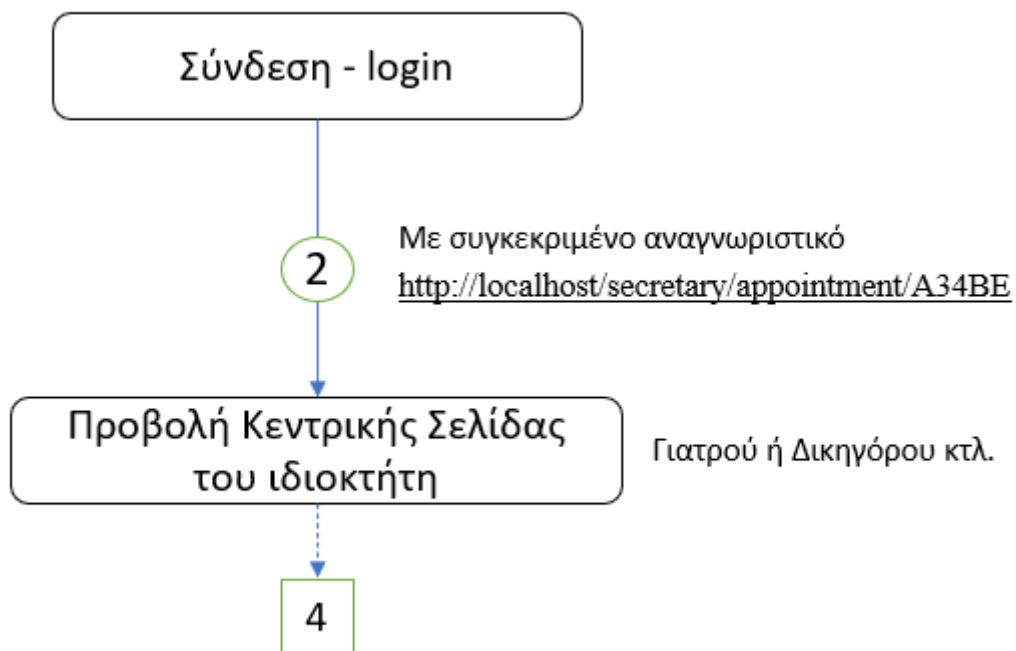 Σύνδεση - login
2
Με συγκεκριμένο αναγνωριστικό
http://localhost/secretary/appointment/A34BE
Προβολή Κεντρικής Σελίδας
του ιδιοκτήτη
Γιατρού ή Δικηγόρου κτλ.
4